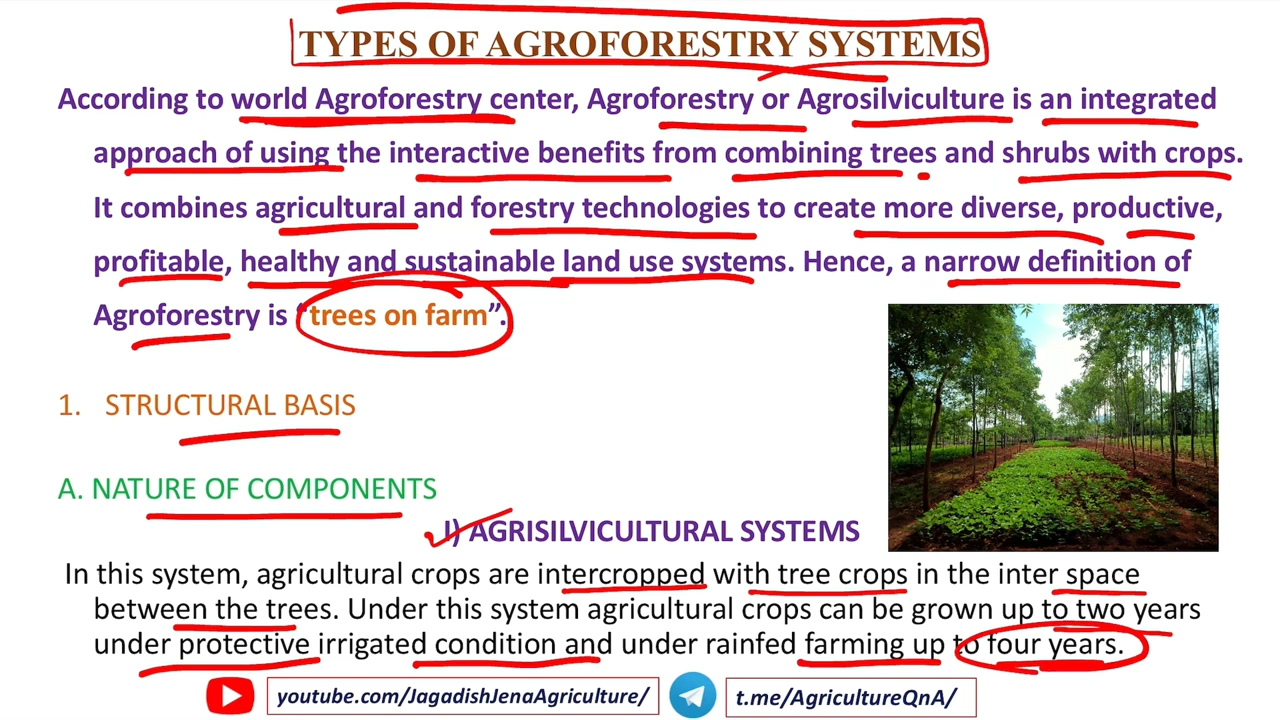 TYPES OF AGROFORESTRY SYSTEMS
According to world Agroforestry center, Agroforestry or Agrosilviculture is an integrated
approach of using the interactive benefits from combining trees and shrubs with crops.
It combines agricultural and forestry technologies to create more diverse, productive,
profitable, healthy and sustainable land use systems. Hence, a narrow definition of
Agroforestry is “trees on farm”.
1. STRUCTURAL BASIS
A. NATURE OF COMPONENTS
I) AGRISILVICULTURAL SYSTEMS
In this system, agricultural crops are intercropped with tree crops in the inter space
between the trees. Under this system agricultural crops can be grown up to two years
under protective irrigated condition and under rainfed farming up to four years.
youtube.com/JagadishJenaAgriculture/
t.me/AgricultureQnA/